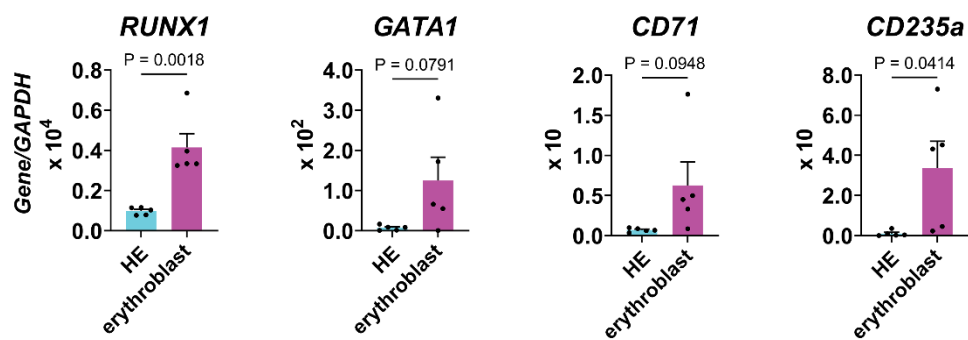 RUNX1
GATA1
CD71
CD235a
P = 0.0018
P = 0.0791
P = 0.0948
P = 0.0414
Gene/GAPDH
x 10^4
0.8
0.6
0.4
0.2
0.0
HE
erythroblast
x 10^2
4.0
3.0
2.0
1.0
0.0
HE
erythroblast
x 10
2.0
1.5
1.0
0.5
0.0
HE
erythroblast
x 10
8.0
6.0
4.0
2.0
0.0
HE
erythroblast